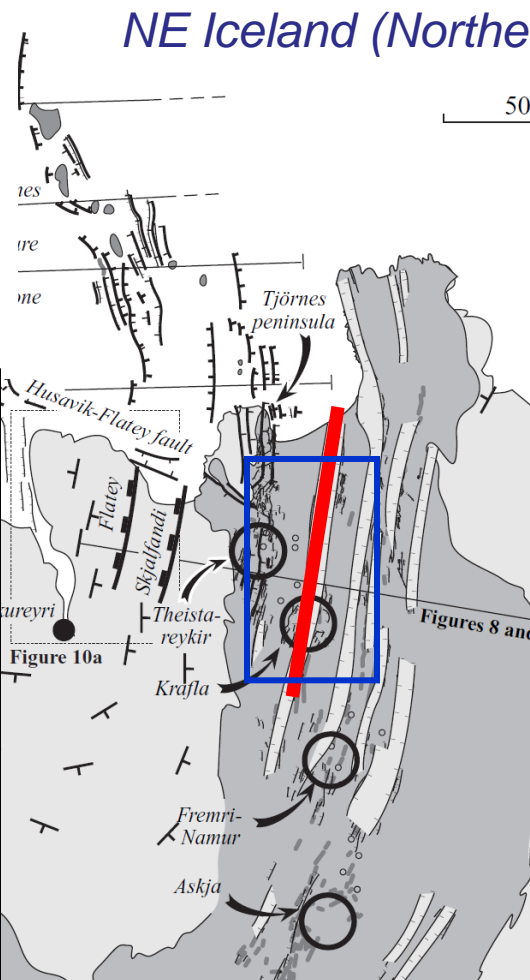 NE Iceland (Northe
50
nes
ure
one
Tjörnes
peninsula
Husavik-Flatey fault
Flatey
Skjalfandi
kureyri
Figure 10a
Theista-
reykir
Krafla
Figures 8 and
Fremri-
Namur
Askja